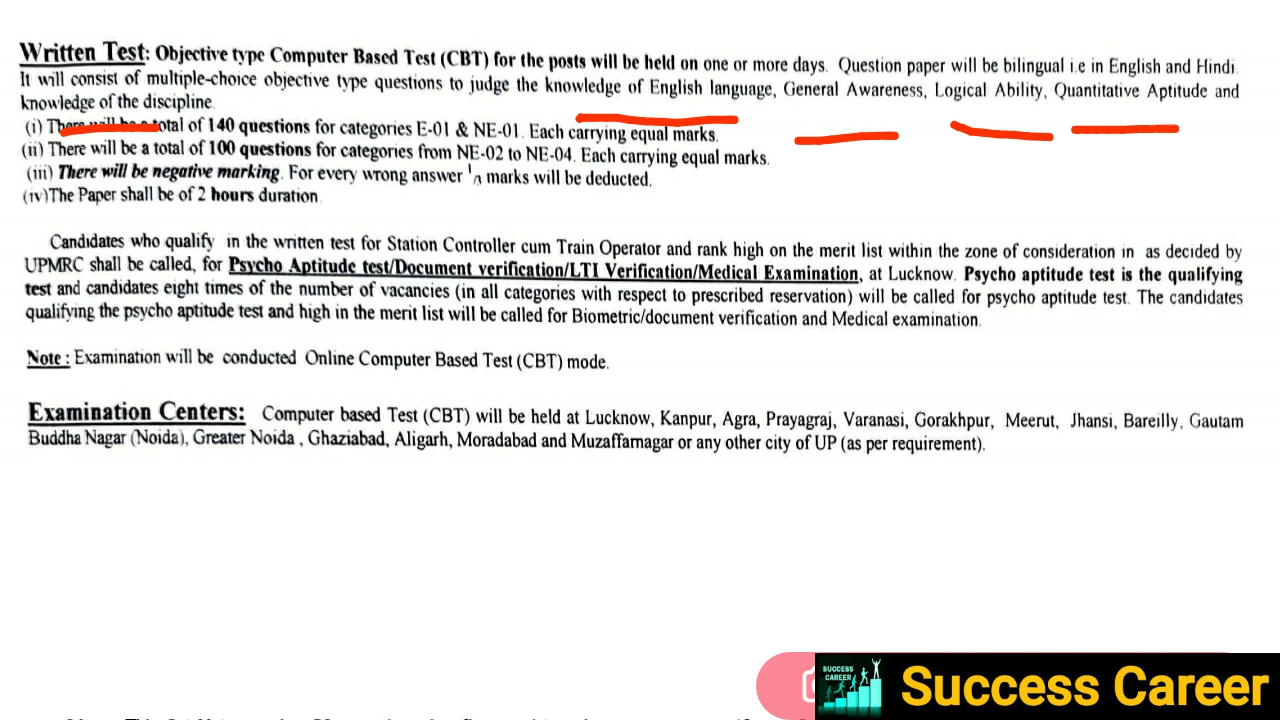 Written Test: Objective type Computer Based Test (CBT) for the posts will be held on one or more days. Question paper will be bilingual i.e in English and Hindi.
It will consist of multiple-choice objective type questions to judge the knowledge of English language, General Awareness, Logical Ability, Quantitative Aptitude and
knowledge of the discipline.
(i) There will be a total of 140 questions for categories E-01 & NE-01. Each carrying equal marks.
(ii) There will be a total of 100 questions for categories from NE-02 to NE-04. Each carrying equal marks.
(iii) There will be negative marking. For every wrong answer 1/3 marks will be deducted.
(iv)The Paper shall be of 2 hours duration.
Candidates who qualify in the written test for Station Controller cum Train Operator and rank high on the merit list within the zone of consideration in as decided by
UPMRC shall be called, for Psycho Aptitude test/Document verification/LTI Verification/Medical Examination, at Lucknow. Psycho aptitude test is the qualifying
test and candidates eight times of the number of vacancies (in all categories with respect to prescribed reservation) will be called for psycho aptitude test. The candidates
qualifying the psycho aptitude test and high in the merit list will be called for Biometric/document verification and Medical examination.
Note : Examination will be conducted Online Computer Based Test (CBT) mode.
Examination Centers: Computer based Test (CBT) will be held at Lucknow, Kanpur, Agra, Prayagraj, Varanasi, Gorakhpur, Meerut, Jhansi, Bareilly, Gautam
Buddha Nagar (Noida), Greater Noida , Ghaziabad, Aligarh, Moradabad and Muzaffarnagar or any other city of UP (as per requirement).
SUCCESS
CAREER
Success Career